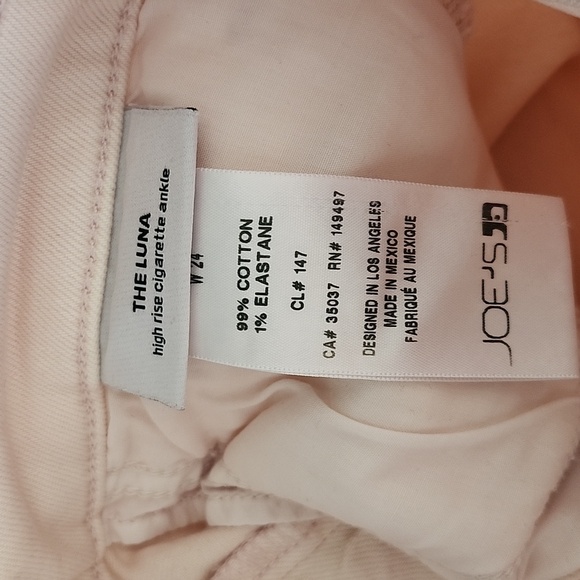 THE LUNA
high rise cigarette ankle
W 24
99% COTTON
1% ELASTANE
CL# 147
CA# 35037 RN# 149497
DESIGNED IN LOS ANGELES
MADE IN MEXICO
FABRIQUÉ AU MEXIQUE
JOE'S